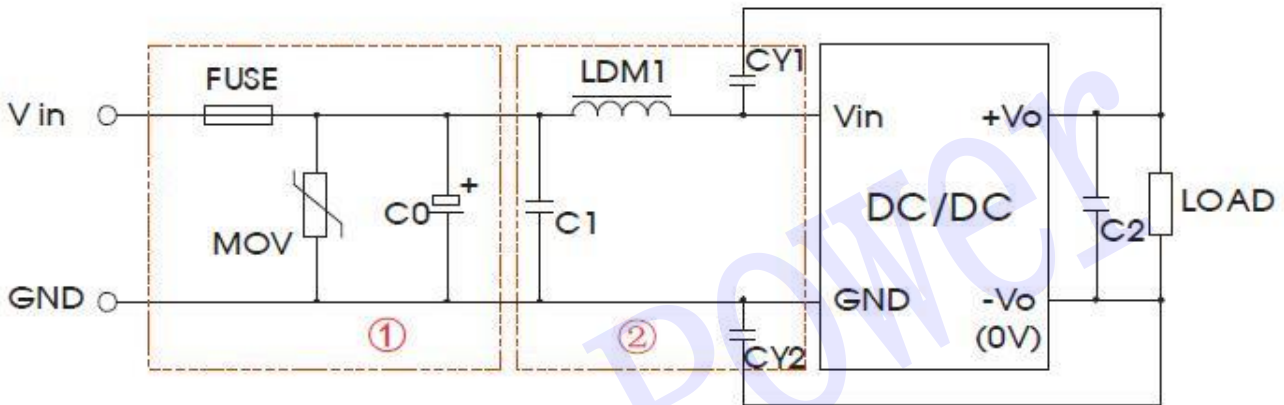 CY1
FUSE
LDM1
V in
Vin
+Vo
+
C0
C1
DC/DC
LOAD
MOV
C2
GND
GND
-Vo
(0V)
①
②
CY2
Power